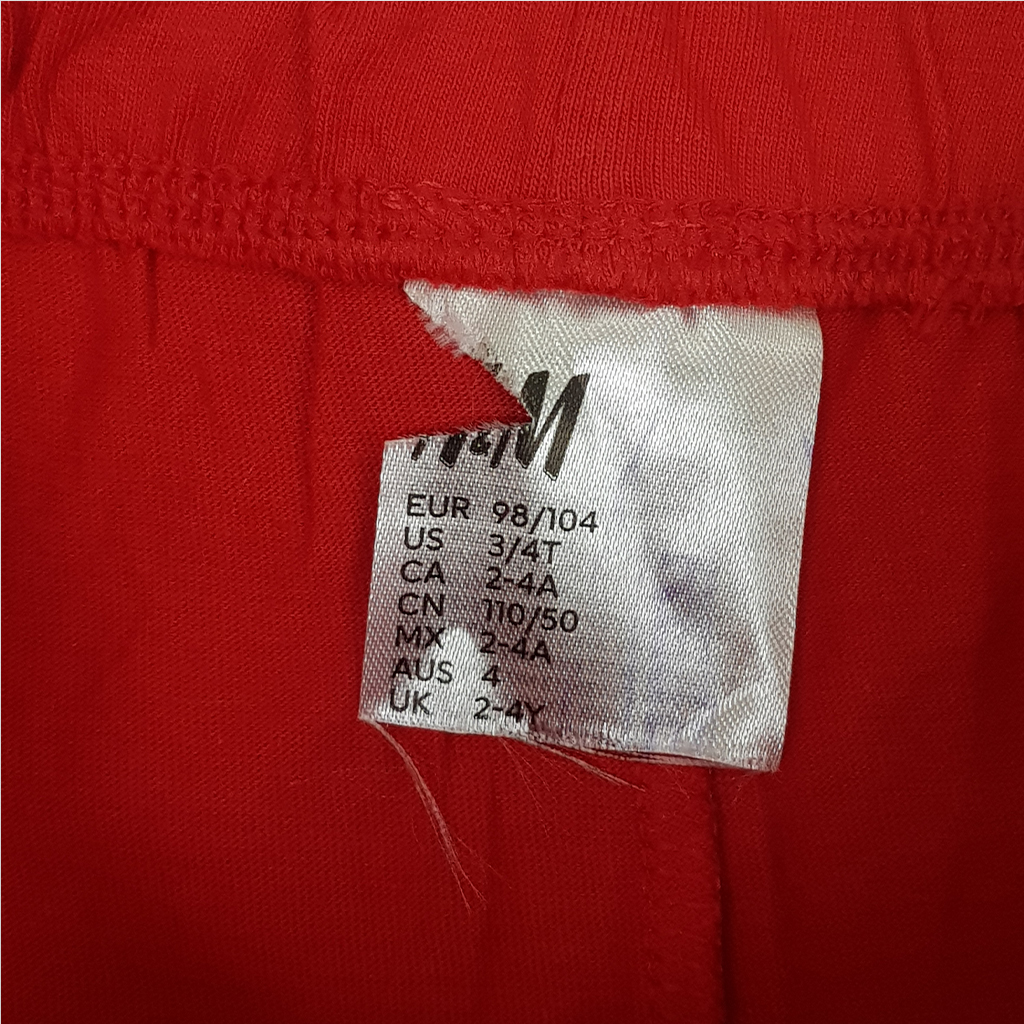 H&M
EUR 98/104
US 3/4T
CA 2-4A
CN 110/50
MX 2-4A
AUS 4
UK 2-4Y